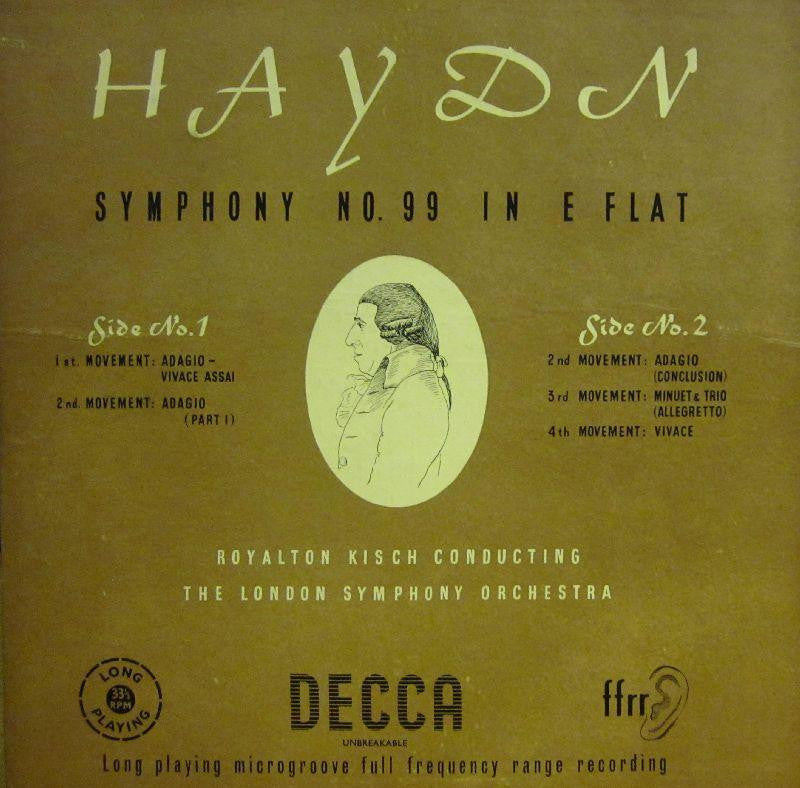 HAYDN
SYMPHONY NO. 99 IN E FLAT
Side No. 1
1st. MOVEMENT: ADAGIO –
VIVACE ASSAI
2nd. MOVEMENT: ADAGIO
(PART I)
Side No. 2
2nd MOVEMENT: ADAGIO
(CONCLUSION)
3rd MOVEMENT: MINUET & TRIO
(ALLEGRETTO)
4th MOVEMENT: VIVACE
ROYALTON KISCH CONDUCTING
THE LONDON SYMPHONY ORCHESTRA
LONG
33⅓
RPM
PLAYING
DECCA
UNBREAKABLE
ffrr
Long playing microgroove full frequency range recording